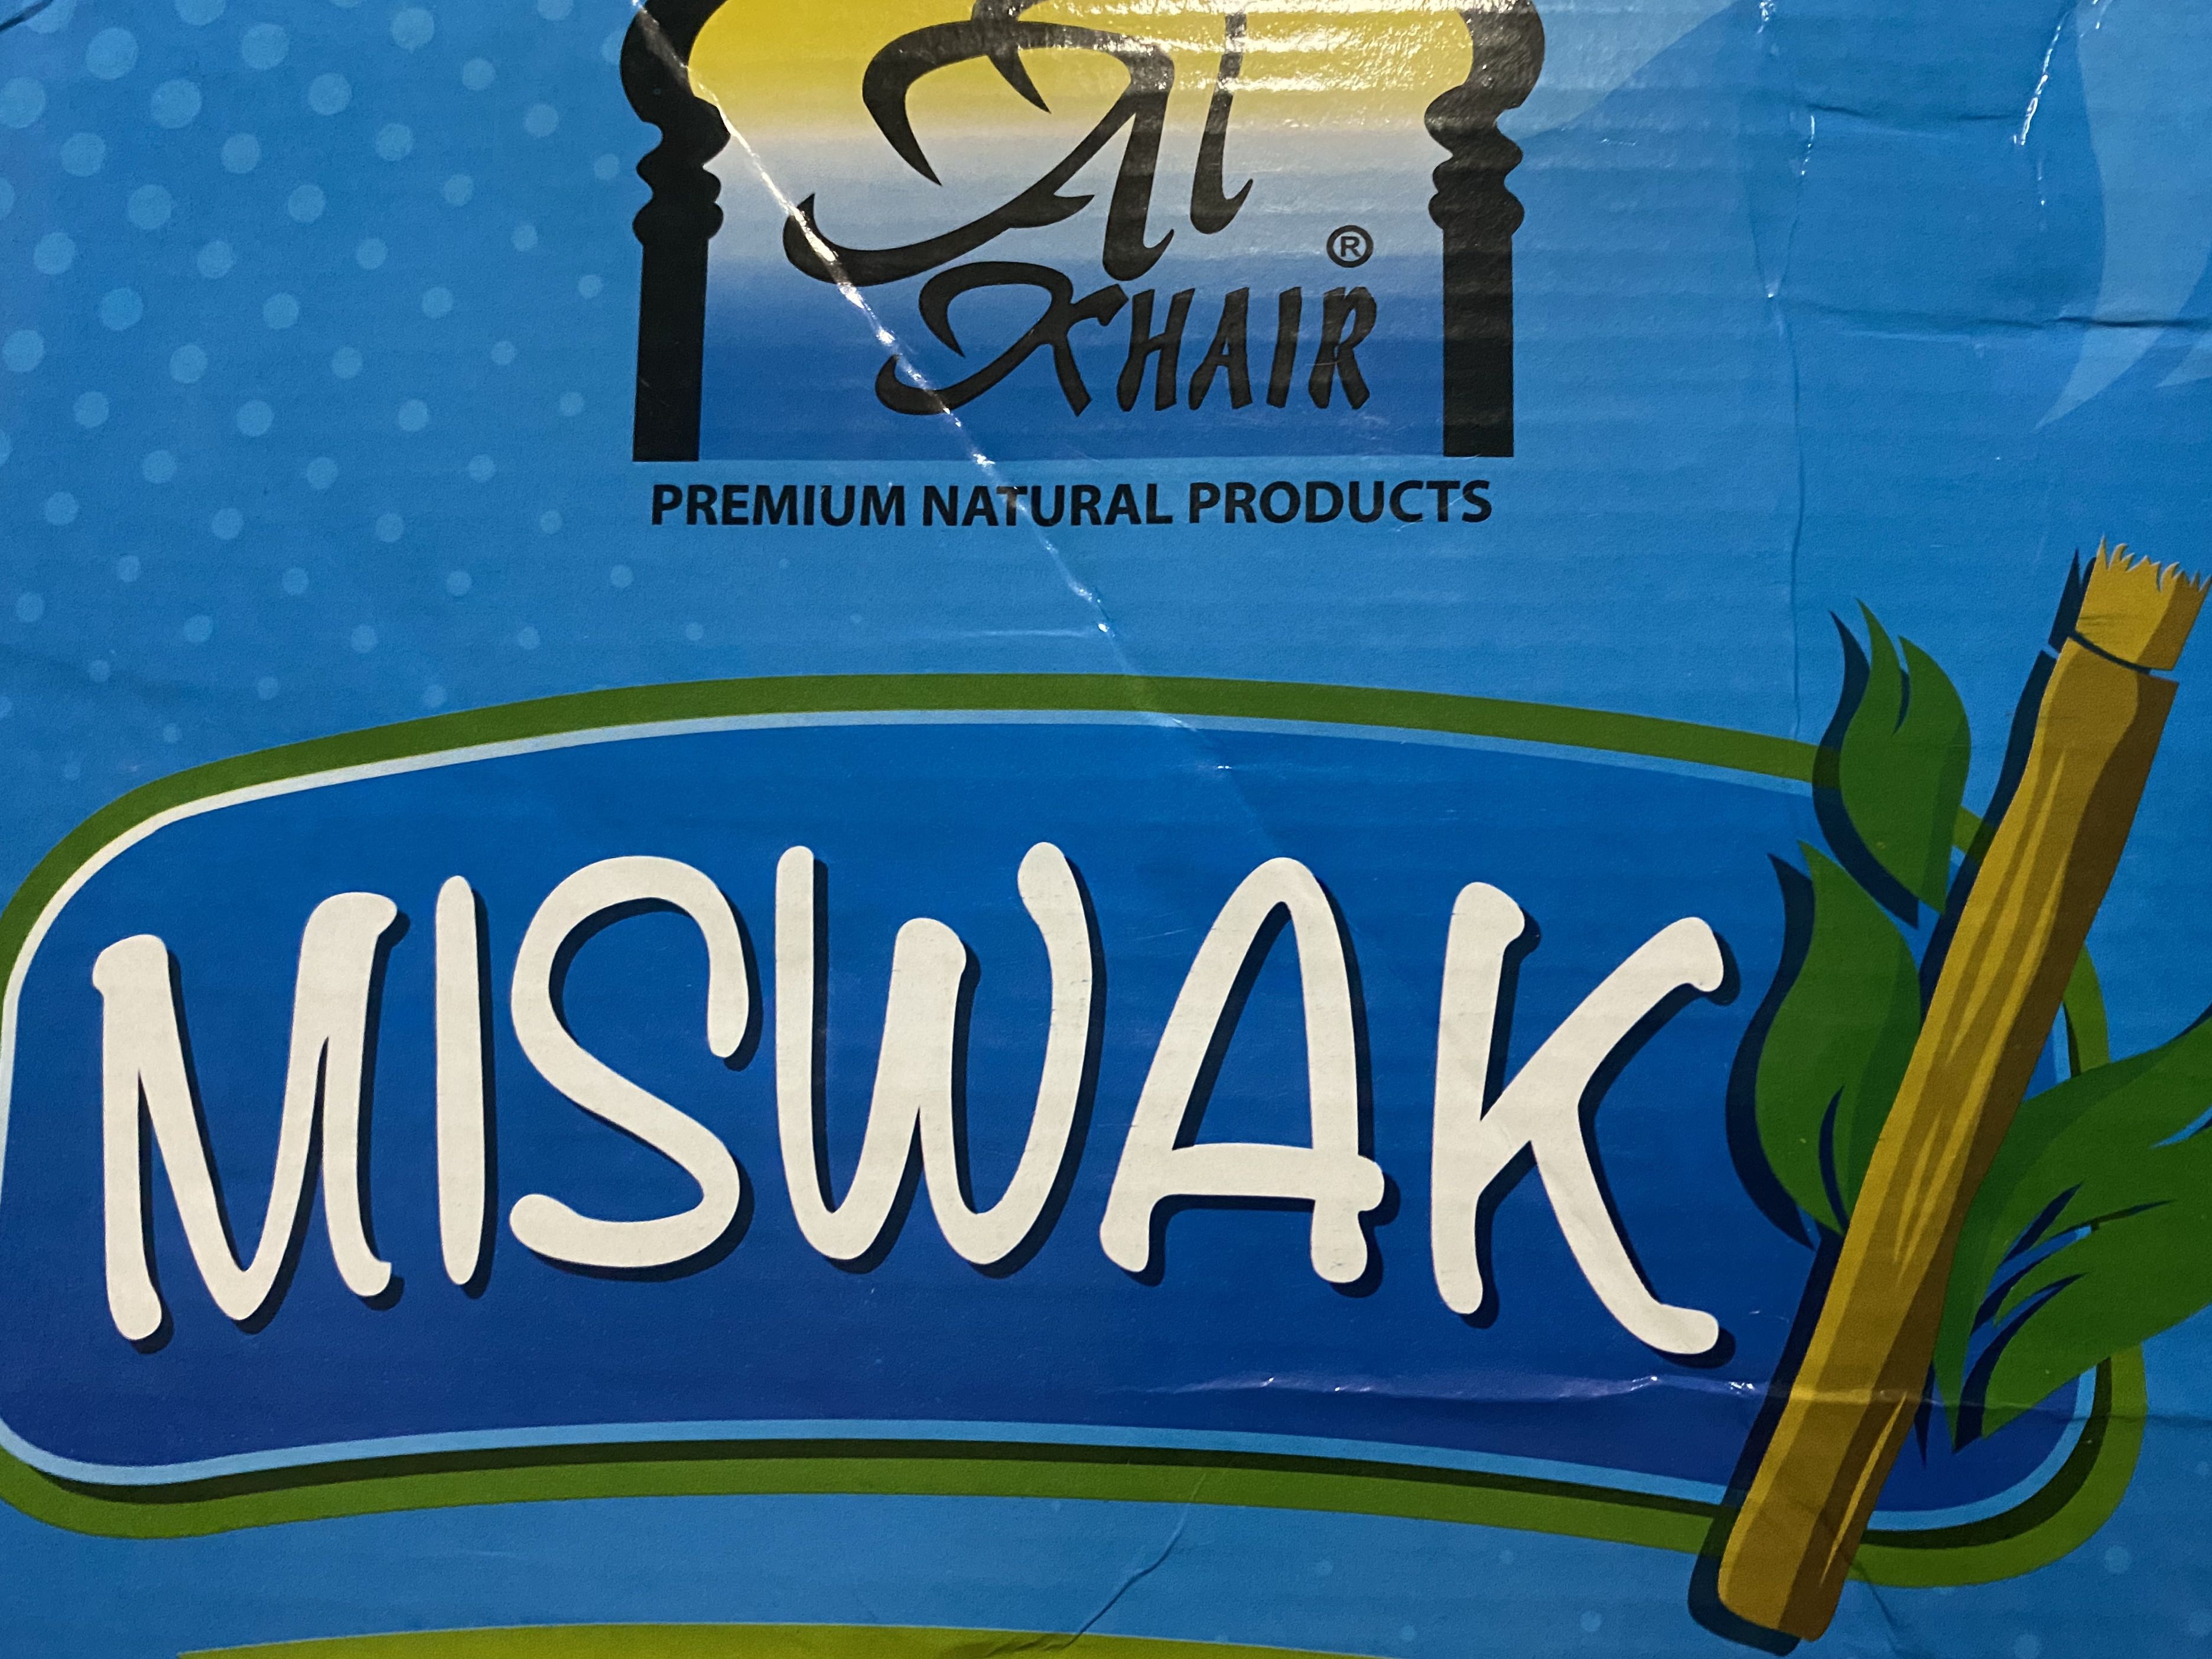 Al
KHAIR ®
PREMIUM NATURAL PRODUCTS
MISWAK